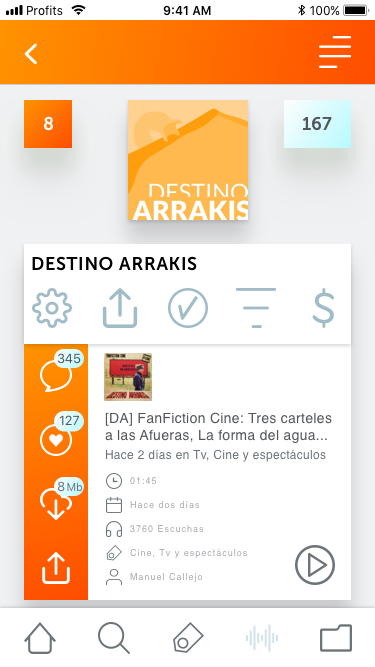 Profits 9:41 AM 100%
8
167
DESTINO
ARRAKIS
DESTINO ARRAKIS
345
127
8 Mb
DESTINO ARRAKIS
[DA] FanFiction Cine: Tres carteles
a las Afueras, La forma del agua...
Hace 2 días en Tv, Cine y espectáculos
01:45
Hace dos días
3760 Escuchas
Cine, Tv y espectáculos
Manuel Callejo